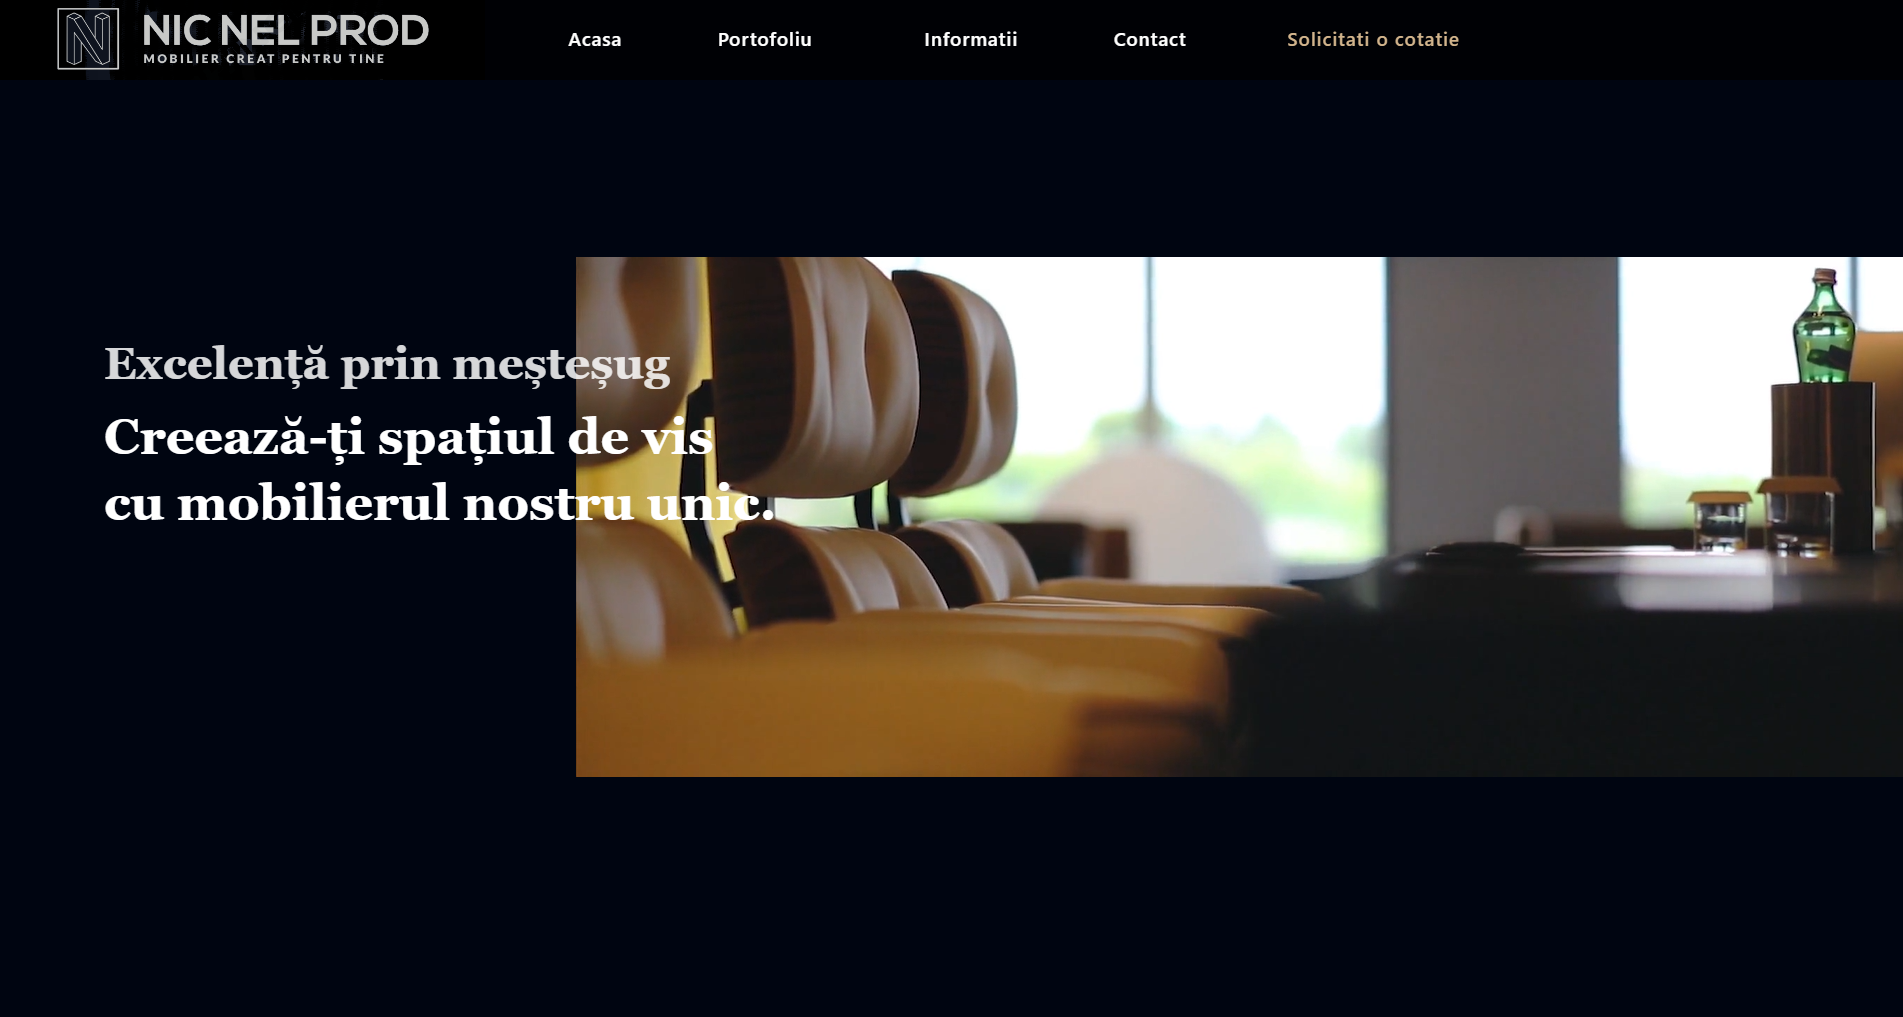 NIC NEL PROD
MOBILIER CREAT PENTRU TINE
Acasa
Portofoliu
Informatii
Contact
Solicitati o cotatie
Excelență prin meșteșug
Creează-ți spațiul de vis
cu mobilierul nostru unic.